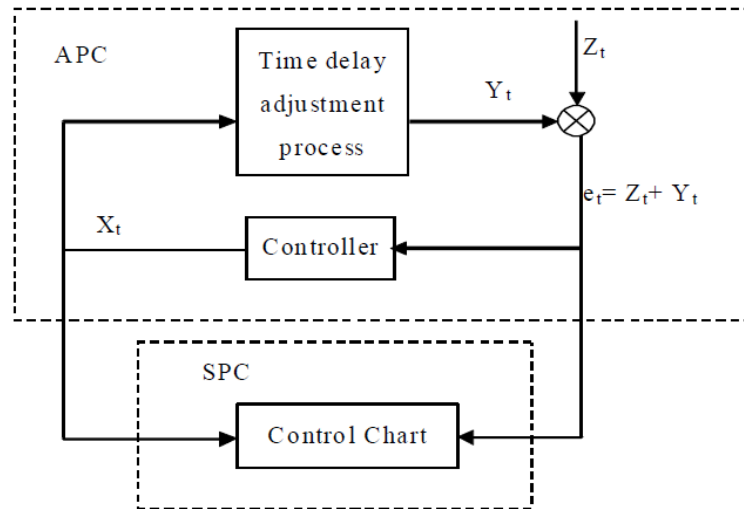 APC
Time delay
adjustment
process
Y_t
Z_t
e_t= Z_t+ Y_t
X_t
Controller
SPC
Control Chart